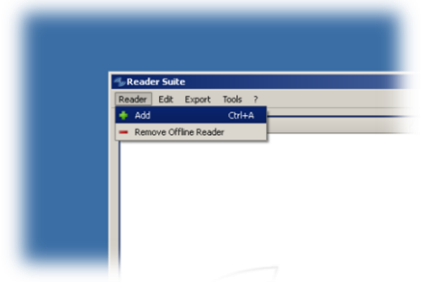 Reader Suite
Reader Edit Export Tools ?
Add Ctrl+A
Remove Offline Reader